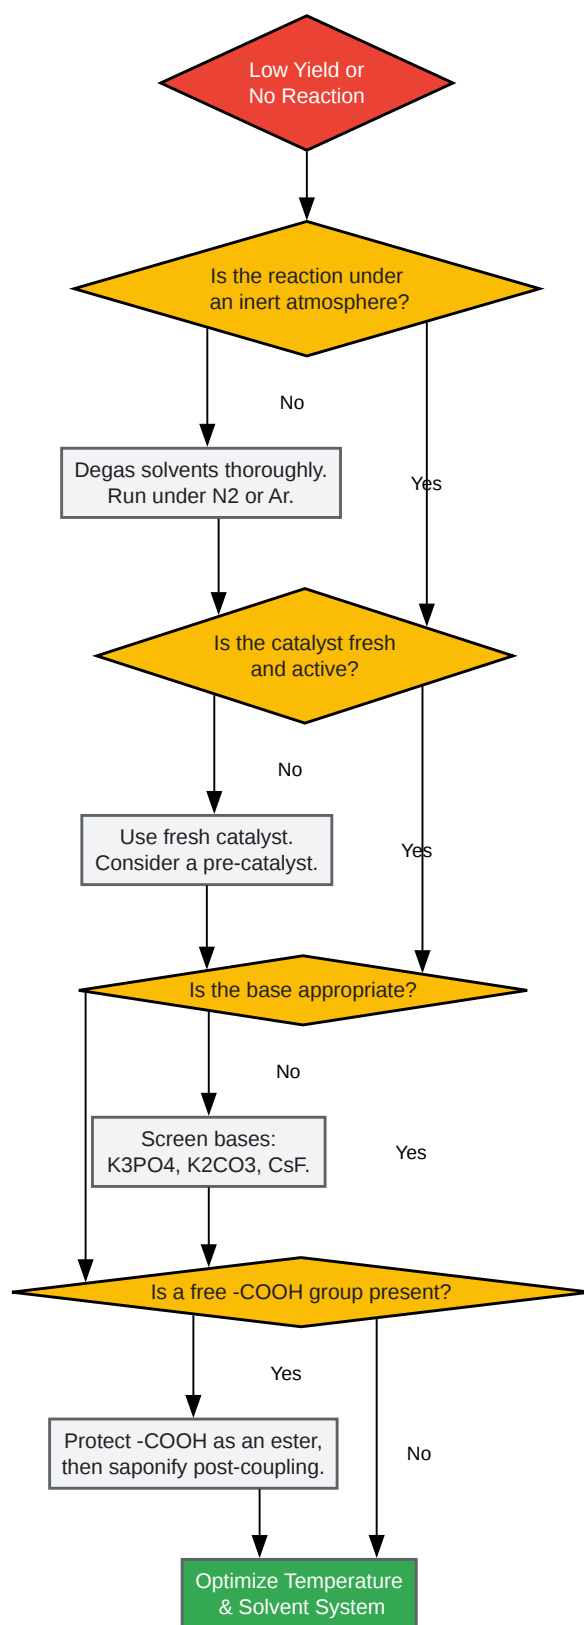 Low Yield or
No Reaction
Is the reaction under
an inert atmosphere?
No
Degas solvents thoroughly.
Run under N2 or Ar.
Yes
Is the catalyst fresh
and active?
No
Use fresh catalyst.
Consider a pre-catalyst.
Yes
Is the base appropriate?
No
Screen bases:
K3PO4, K2CO3, CsF.
Yes
Is a free -COOH group present?
Yes
Protect -COOH as an ester,
then saponify post-coupling.
No
Optimize Temperature
& Solvent System